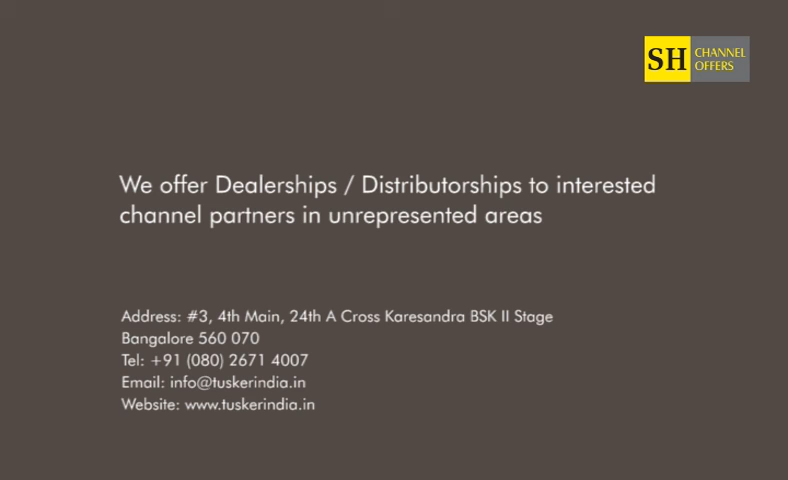 SH CHANNEL
OFFERS
We offer Dealerships / Distributorships to interested
channel partners in unrepresented areas
Address: #3, 4th Main, 24th A Cross Karesandra BSK II Stage
Bangalore 560 070
Tel: +91 (080) 2671 4007
Email: info@tuskerindia.in
Website: www.tuskerindia.in